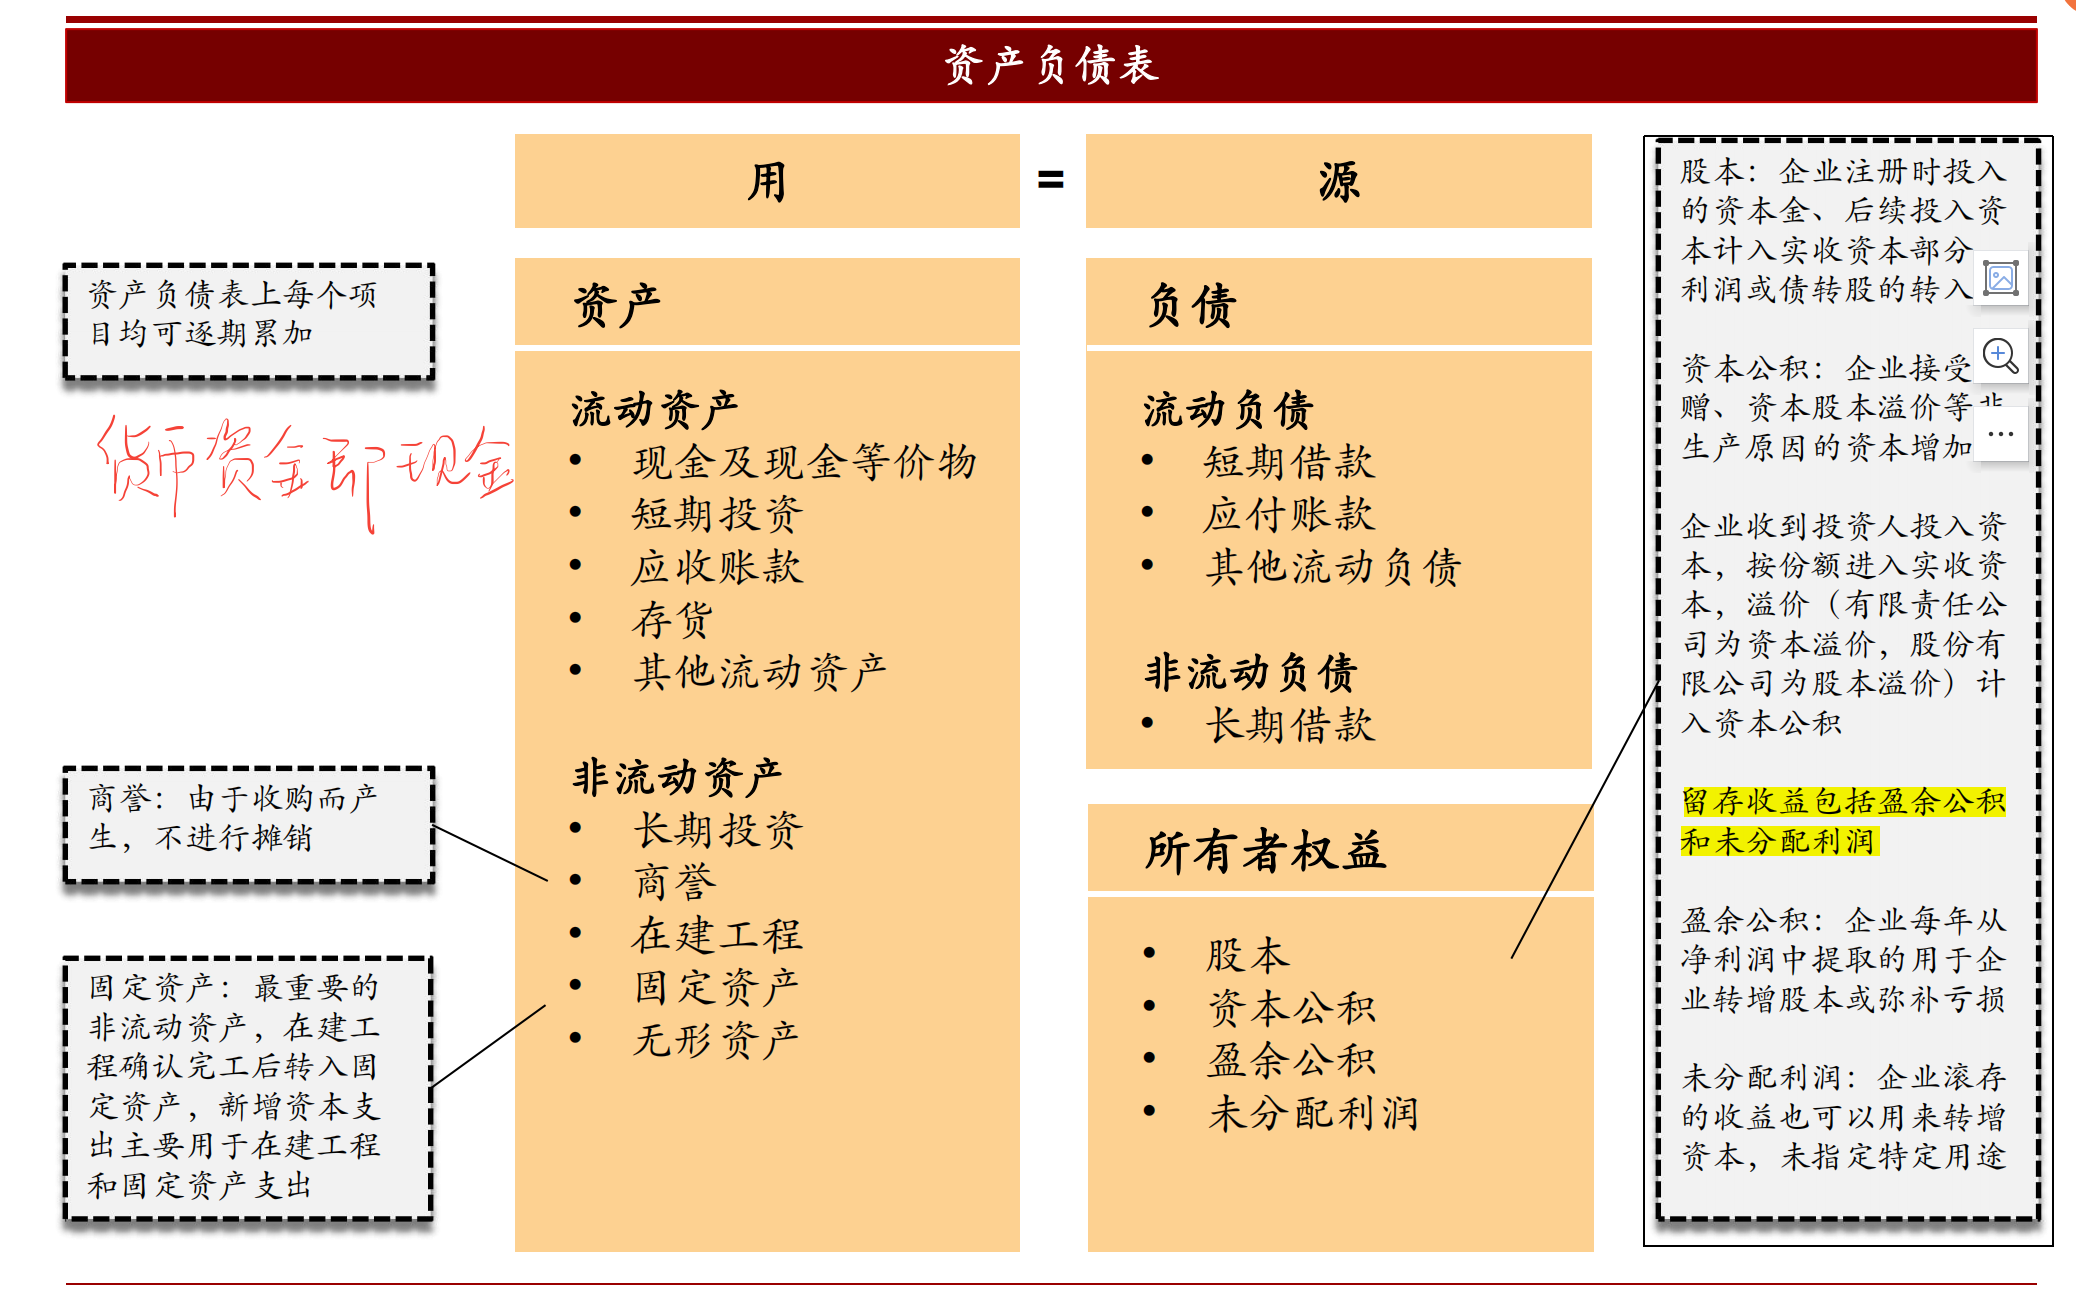 资产负债表
用 = 源
资产负债表上每个项
目均可逐期累加
货币资金即现金
商誉：由于收购而产
生，不进行摊销
固定资产：最重要的
非流动资产，在建工
程确认完工后转入固
定资产，新增资本支
出主要用于在建工程
和固定资产支出
资产
流动资产
• 现金及现金等价物
• 短期投资
• 应收账款
• 存货
• 其他流动资产
非流动资产
• 长期投资
• 商誉
• 在建工程
• 固定资产
• 无形资产
负债
流动负债
• 短期借款
• 应付账款
• 其他流动负债
非流动负债
• 长期借款
所有者权益
• 股本
• 资本公积
• 盈余公积
• 未分配利润
股本：企业注册时投入
的资本金、后续投入资
本计入实收资本部分
利润或债转股的转入
资本公积：企业接受
赠、资本股本溢价等非
生产原因的资本增加
企业收到投资人投入资
本，按份额进入实收资
本，溢价（有限责任公
司为资本溢价，股份有
限公司为股本溢价）计
入资本公积
留存收益包括盈余公积
和未分配利润
盈余公积：企业每年从
净利润中提取的用于企
业转增股本或弥补亏损
未分配利润：企业滚存
的收益也可以用来转增
资本，未指定特定用途